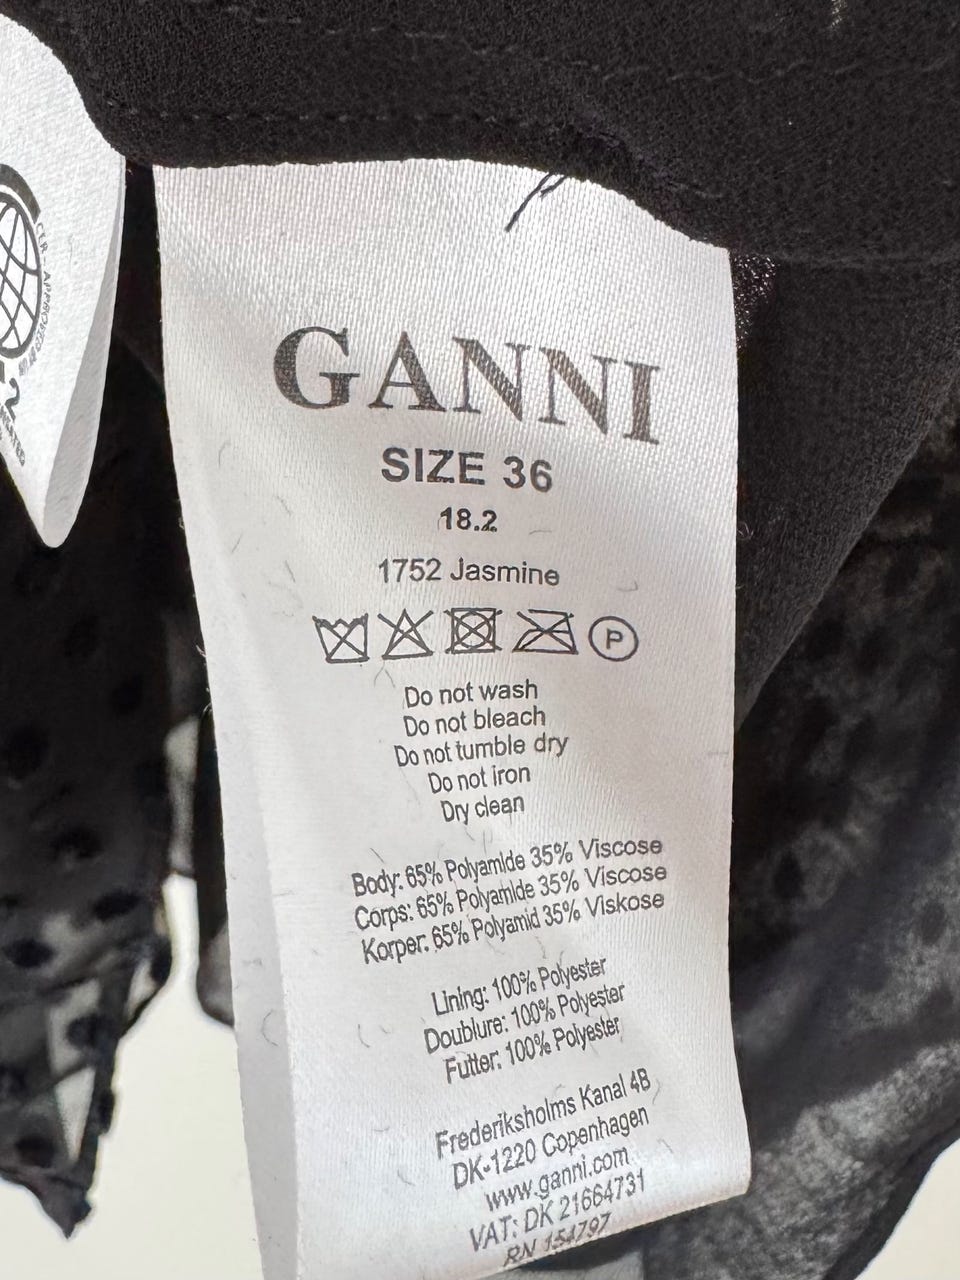 GANNI
SIZE 36
18.2
1752 Jasmine
P
Do not wash
Do not bleach
Do not tumble dry
Do not iron
Dry clean
Body: 65% Polyamide 35% Viscose
Corps: 65% Polyamide 35% Viscose
Korper: 65% Polyamid 35% Viskose
Lining: 100% Polyester
Doublure: 100% Polyester
Futter: 100% Polyester
Frederiksholms Kanal 4B
DK-1220 Copenhagen
www.ganni.com
VAT: DK 21664731
RN 154797